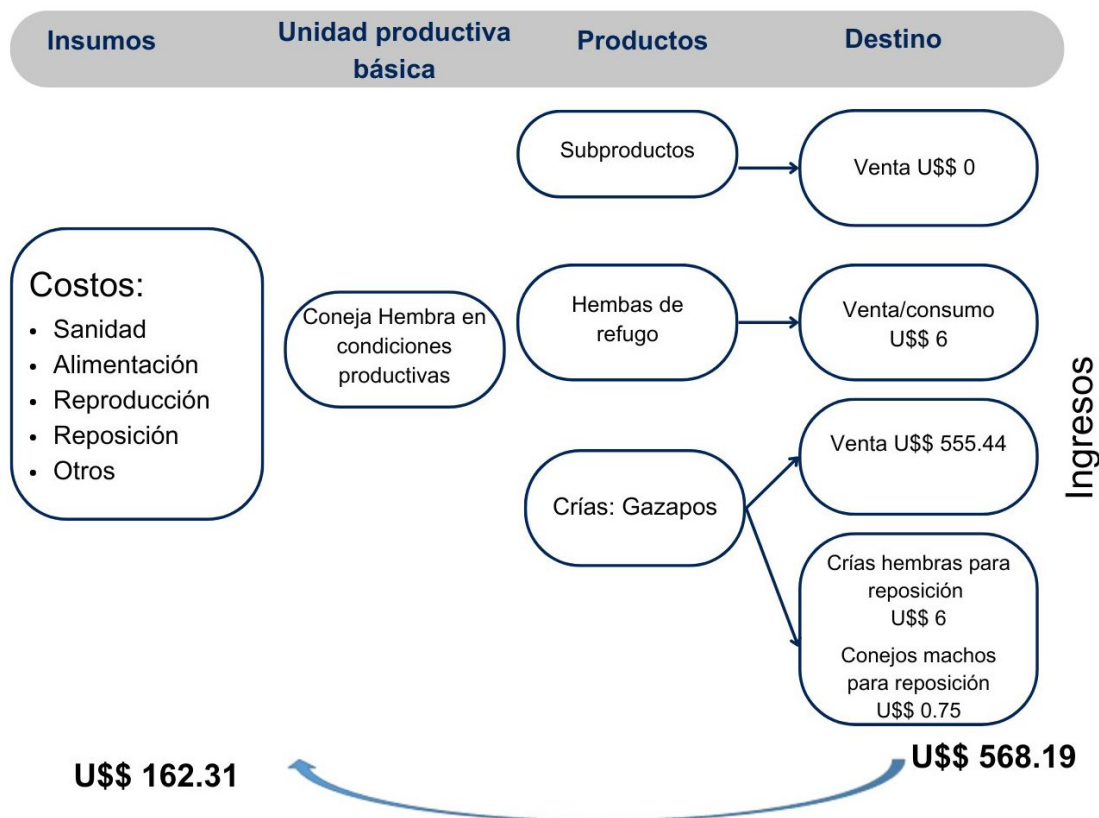 Insumos
Unidad productiva
básica
Productos
Destino
Subproductos
Venta U$$ 0
Costos:
• Sanidad
• Alimentación
• Reproducción
• Reposición
• Otros
Coneja Hembra en
condiciones
productivas
Hembas de
refugo
Venta/consumo
U$$ 6
Crías: Gazapos
Venta U$$ 555.44
Crías hembras para
reposición
U$$ 6
Conejos machos
para reposición
U$$ 0.75
Ingresos
U$$ 162.31
U$$ 568.19